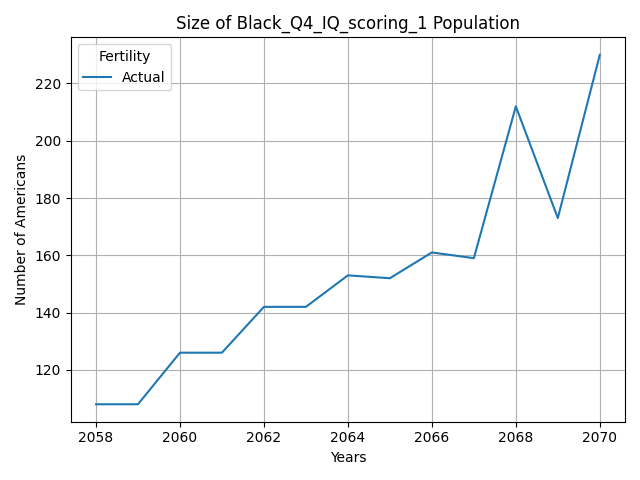 Size of Black_Q4_IQ_scoring_1 Population
Fertility
Actual
Number of Americans
220
200
180
160
140
120
2058 2060 2062 2064 2066 2068 2070
Years